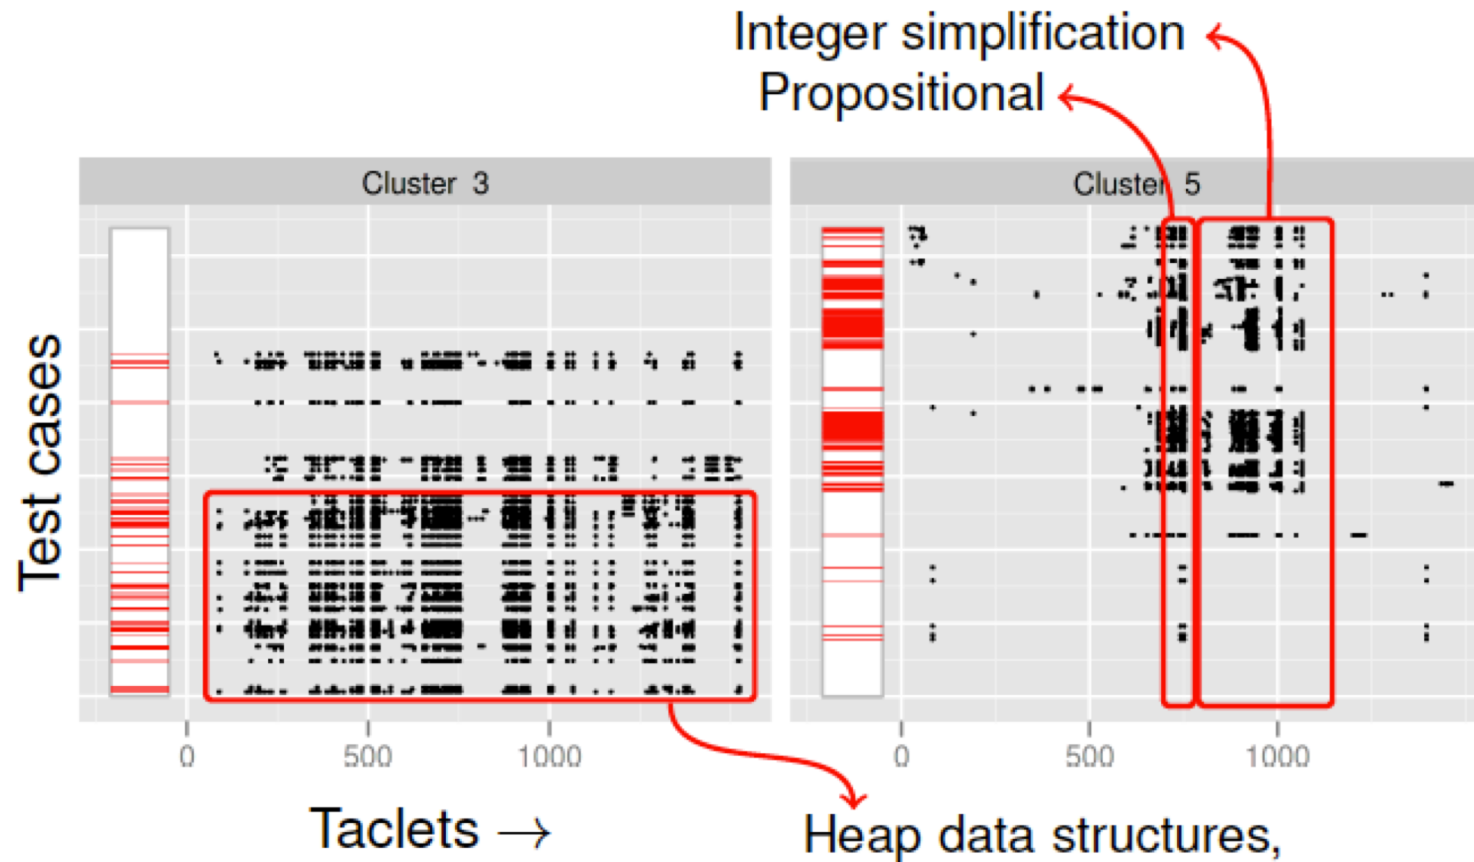 Integer simplification
Propositional
Cluster 3
Cluster 5
Test cases
0 500 1000
0 500 1000
Taclets →
Heap data structures,